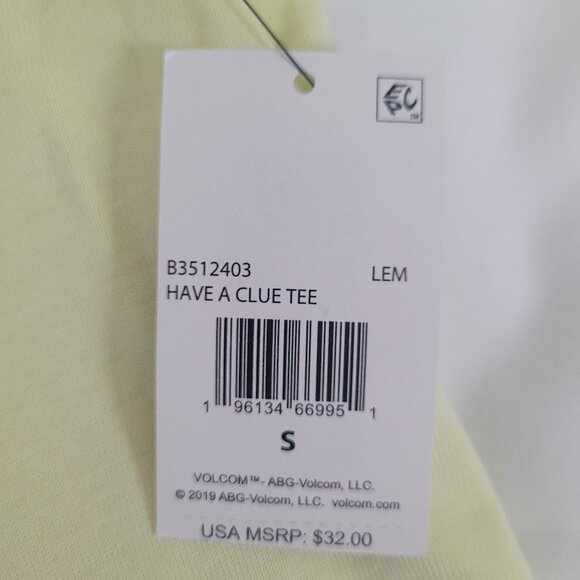 EPC™
B3512403 LEM
HAVE A CLUE TEE
1 96134 66995 1
S
VOLCOM™- ABG-Volcom, LLC.
© 2019 ABG-Volcom, LLC. volcom.com
USA MSRP: $32.00